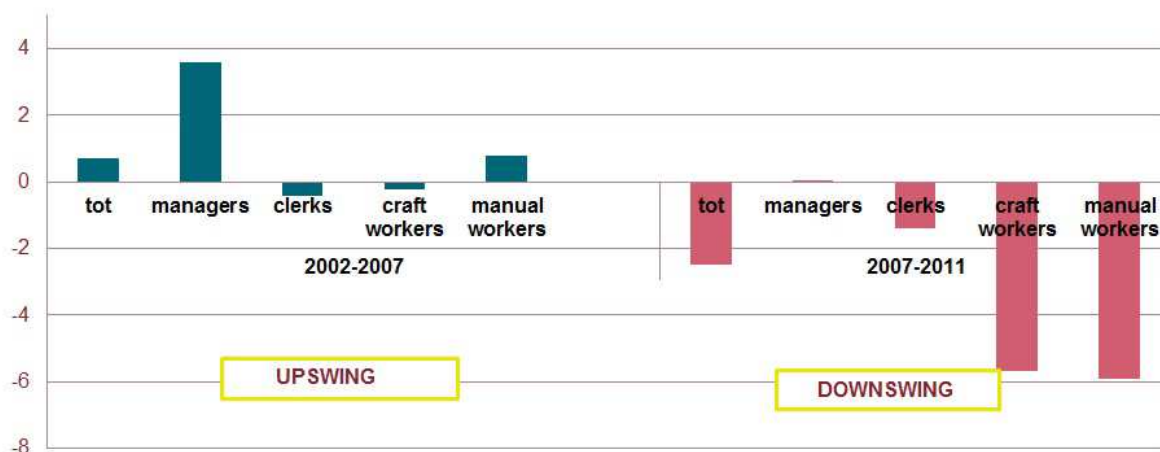 4
2
0
-2
-4
-6
-8
tot managers clerks craft workers manual workers
2002-2007
tot managers clerks craft workers manual workers
2007-2011
UPSWING
DOWNSWING